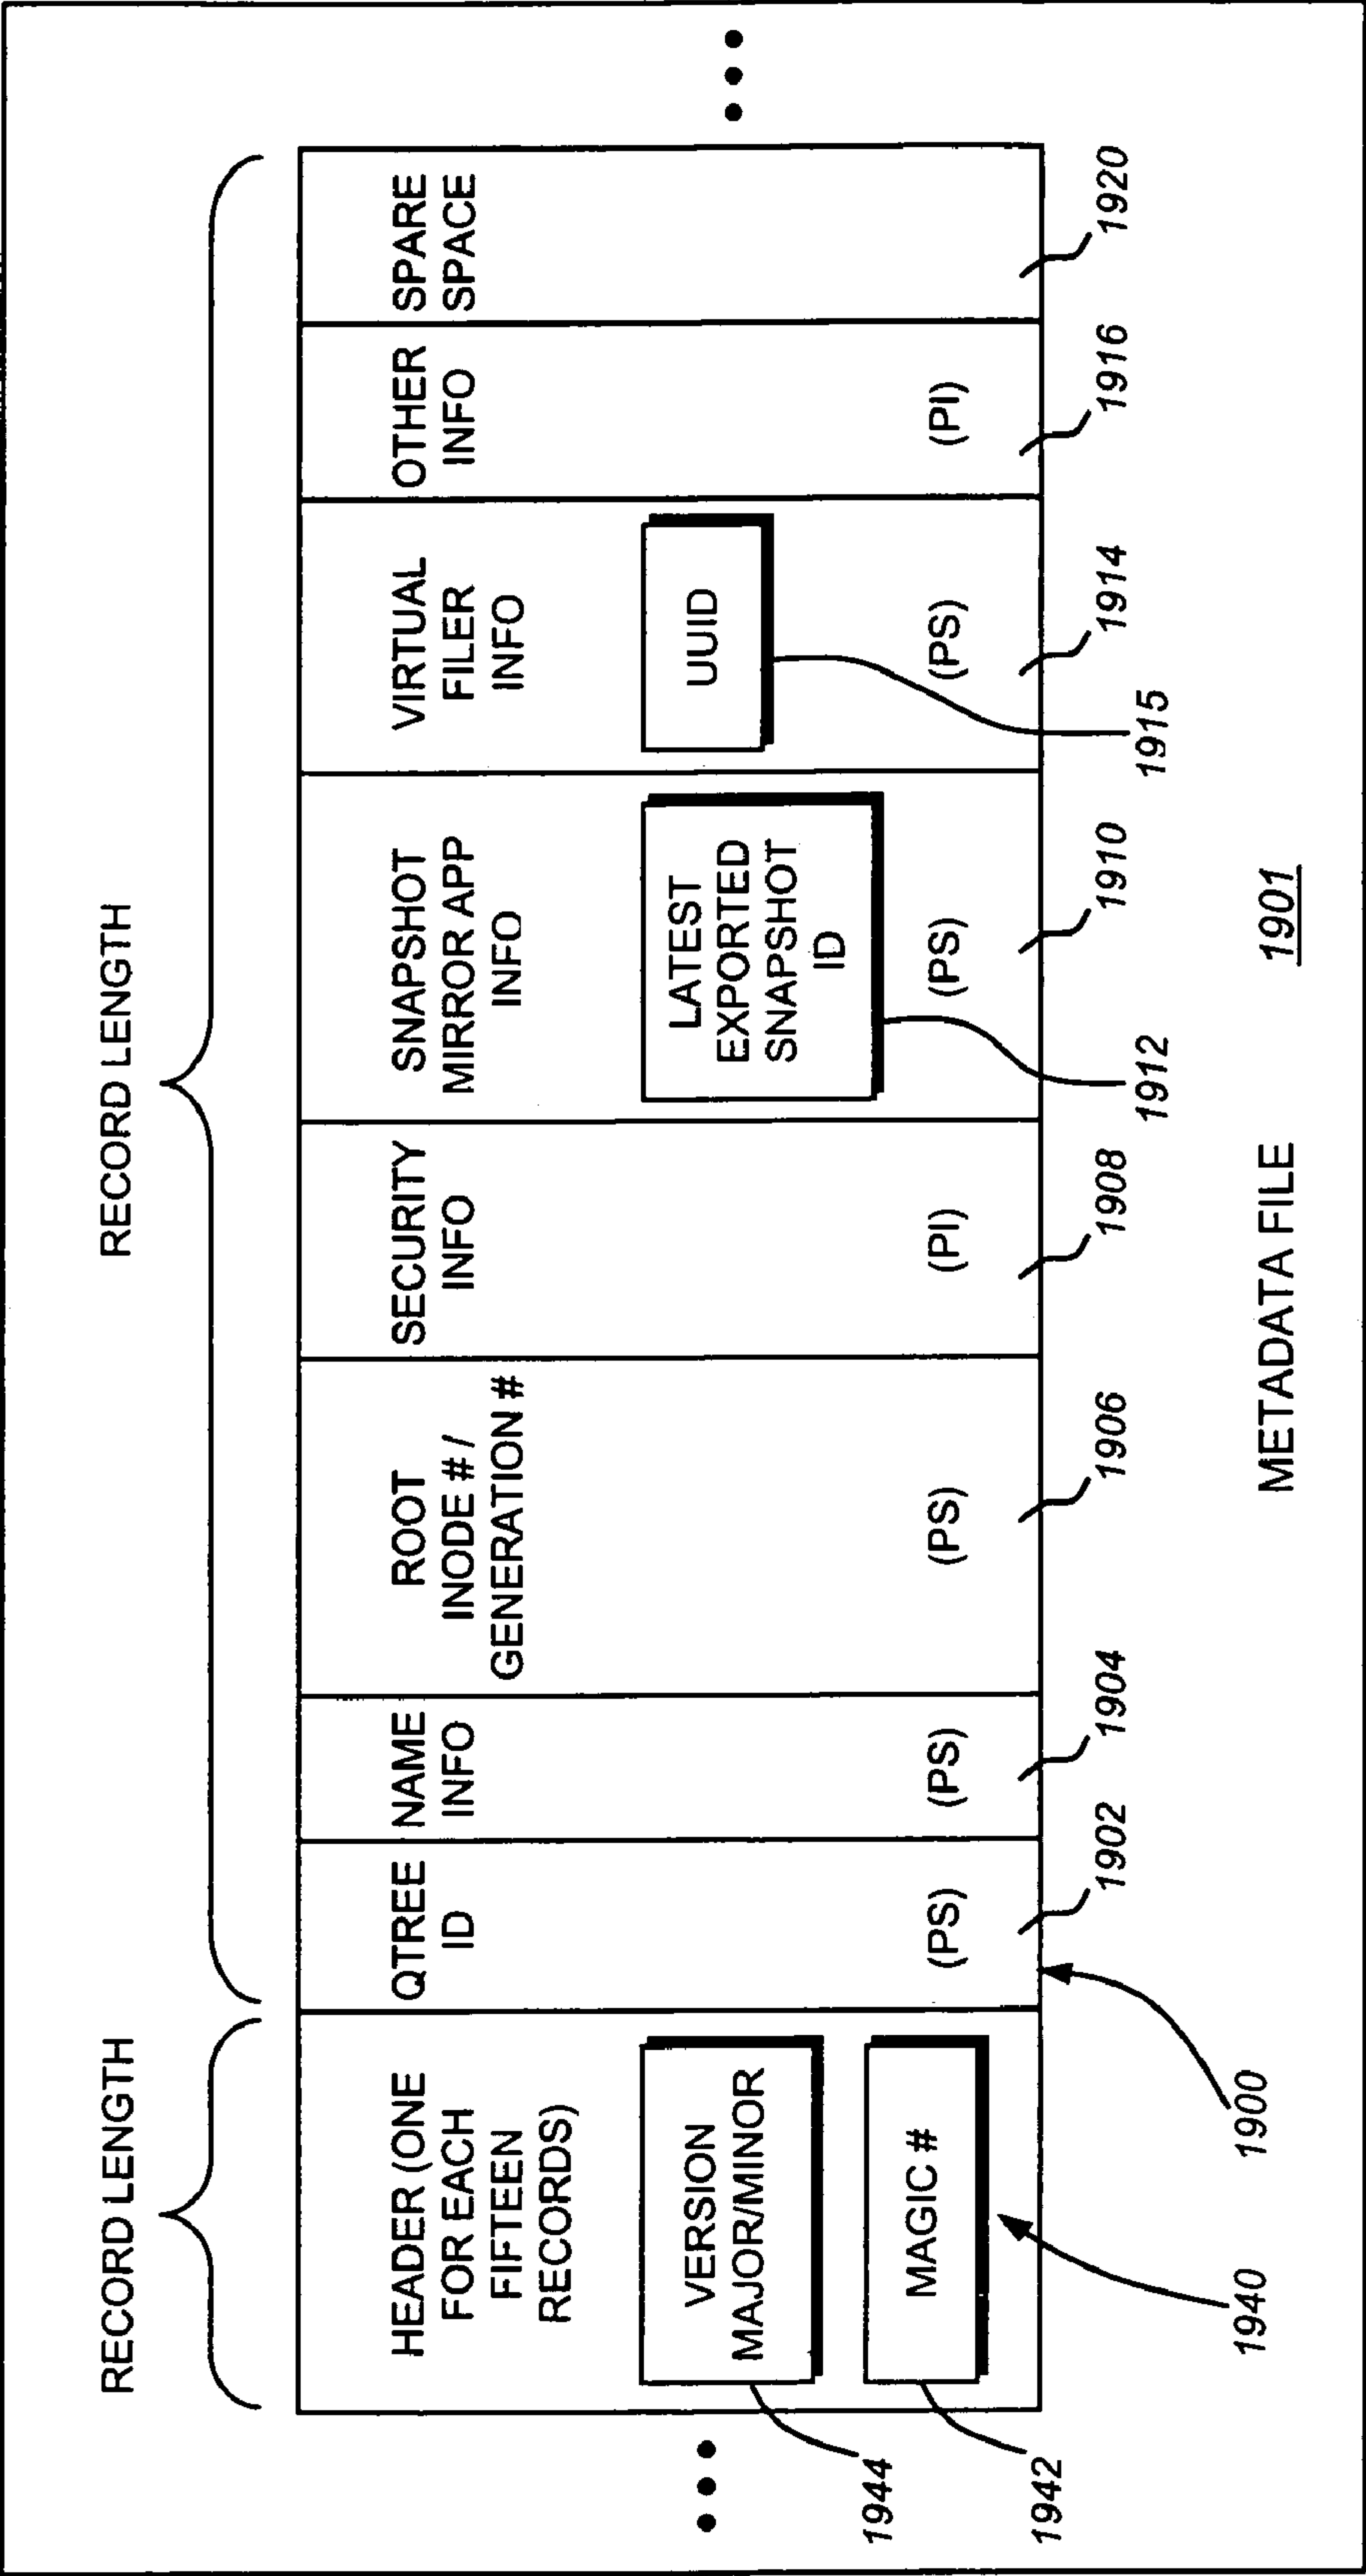 RECORD LENGTH
RECORD LENGTH
HEADER (ONE
FOR EACH
FIFTEEN
RECORDS)
VERSION
MAJOR/MINOR
MAGIC #
QTREE
ID
(PS)
NAME
INFO
(PS)
ROOT
INODE # /
GENERATION #
(PS)
SECURITY
INFO
(PI)
SNAPSHOT
MIRROR APP
INFO
LATEST
EXPORTED
SNAPSHOT
ID
(PS)
VIRTUAL
FILER
INFO
UUID
(PS)
OTHER
INFO
(PI)
SPARE
SPACE
1944
1942
1940
1900
1902
1904
1906
1908
1912
1910
1915
1914
1916
1920
METADATA FILE
1901